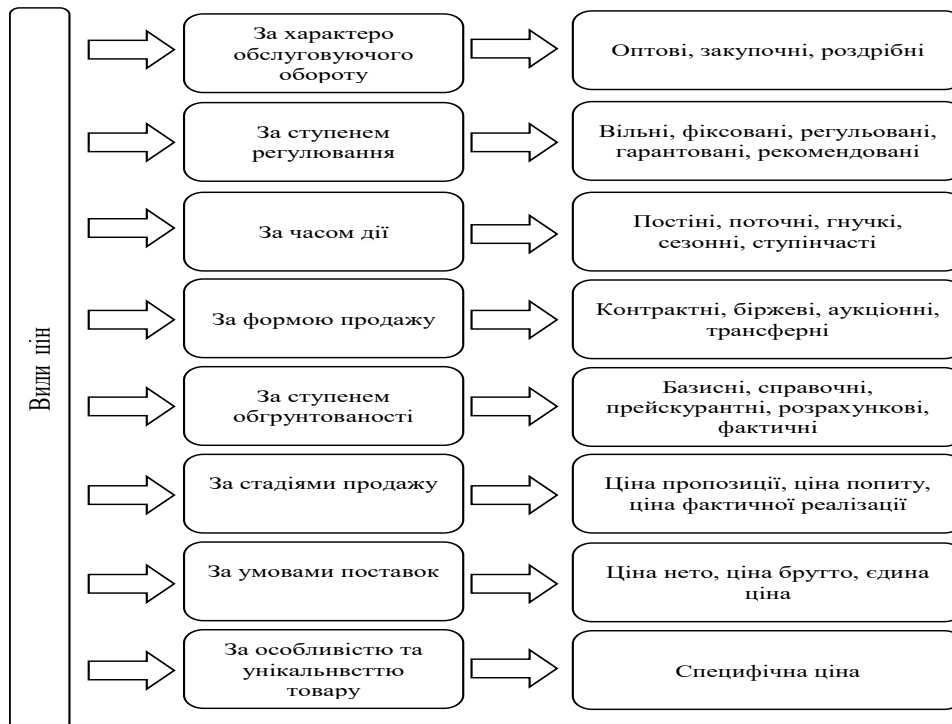 Види цін
За характеро
обслуговуючого
обороту
Оптові, закупочні, роздрібні
За ступенем
регулювання
Вільні, фіксовані, регульовані,
гарантовані, рекомендовані
За часом дії
Постіні, поточні, гнучкі,
сезонні, ступінчасті
За формою продажу
Контрактні, біржеві, аукціонні,
трансферні
За ступенем
обгрунтованості
Базисні, справочні,
прейскурантні, розрахункові,
фактичні
За стадіями продажу
Ціна пропозиції, ціна попиту,
ціна фактичної реалізації
За умовами поставок
Ціна нето, ціна брутто, єдина
ціна
За особливістю та
унікальнвсттю
товару
Специфічна ціна